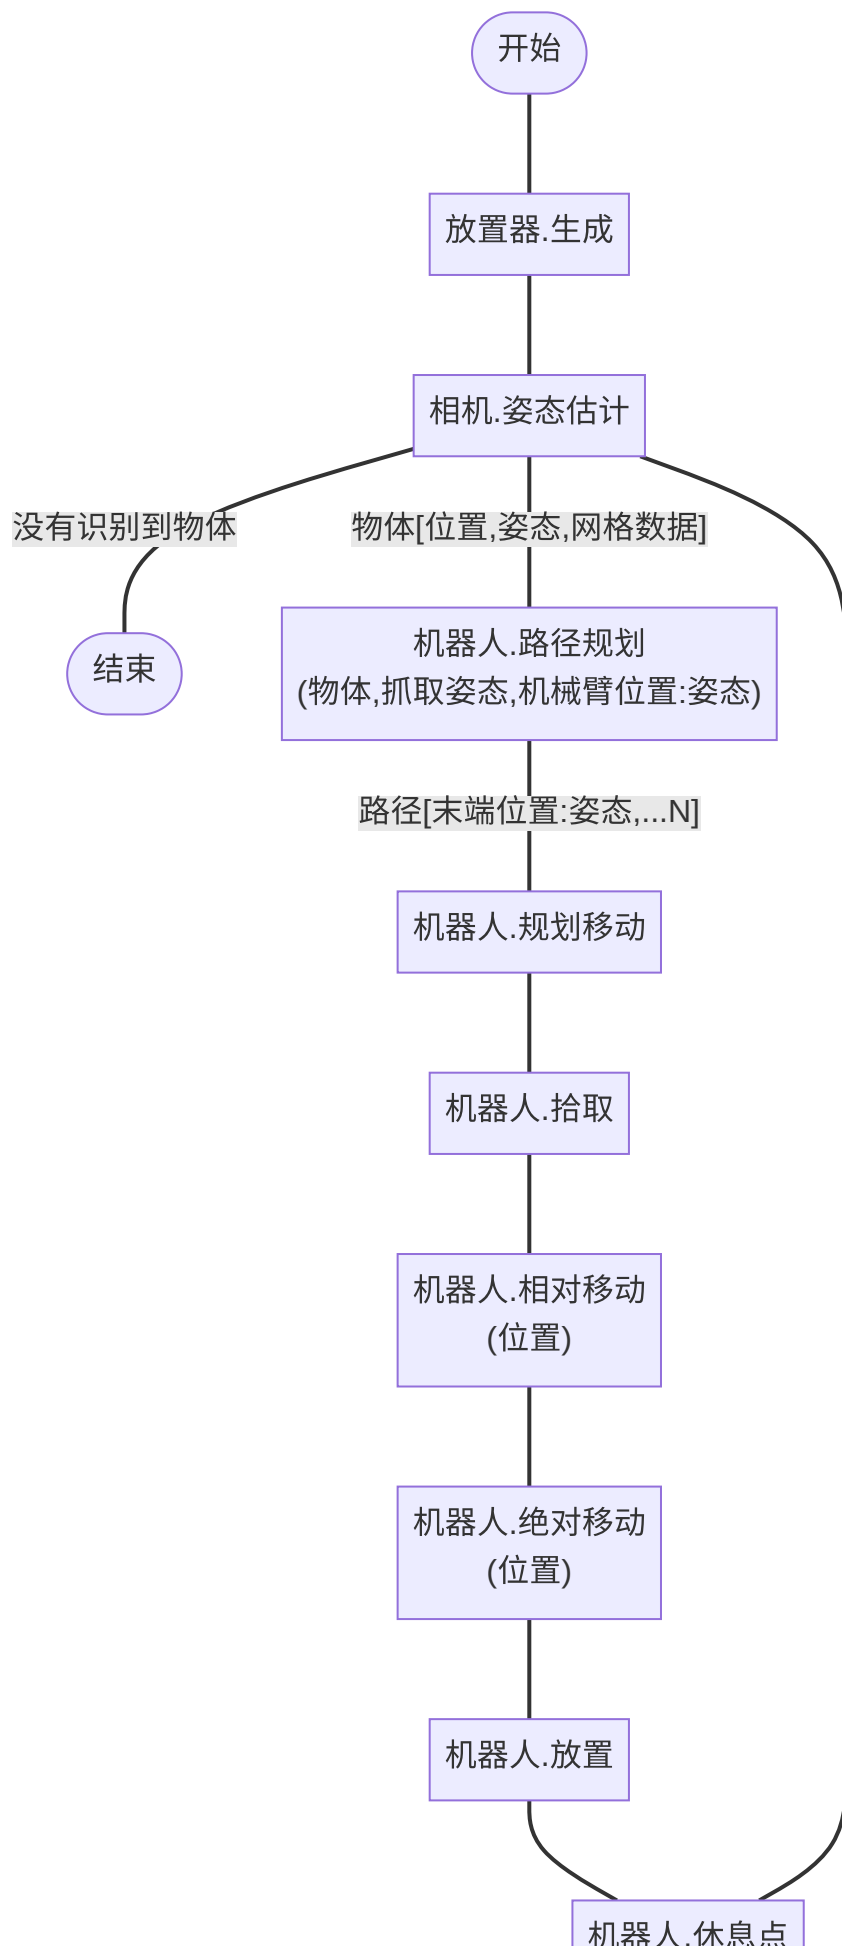 开始
放置器.生成
相机.姿态估计
没有识别到物体
物体[位置,姿态,网格数据]
结束
机器人.路径规划
(物体,抓取姿态,机械臂位置:姿态)
路径[末端位置:姿态,...N]
机器人.规划移动
机器人.拾取
机器人.相对移动
(位置)
机器人.绝对移动
(位置)
机器人.放置
机器人.休息点